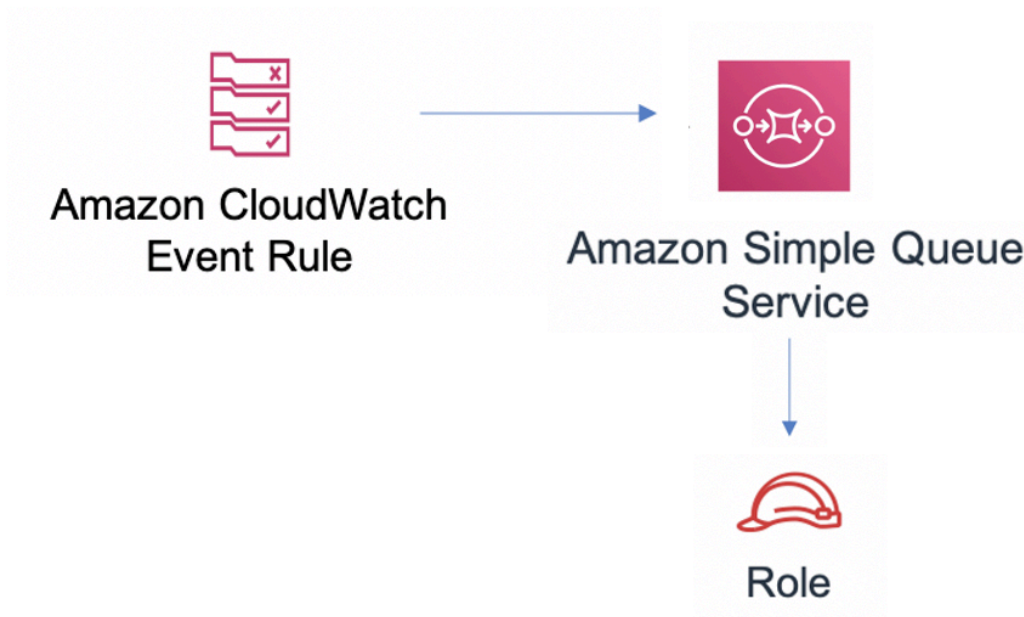 Amazon CloudWatch
Event Rule
Amazon Simple Queue
Service
Role